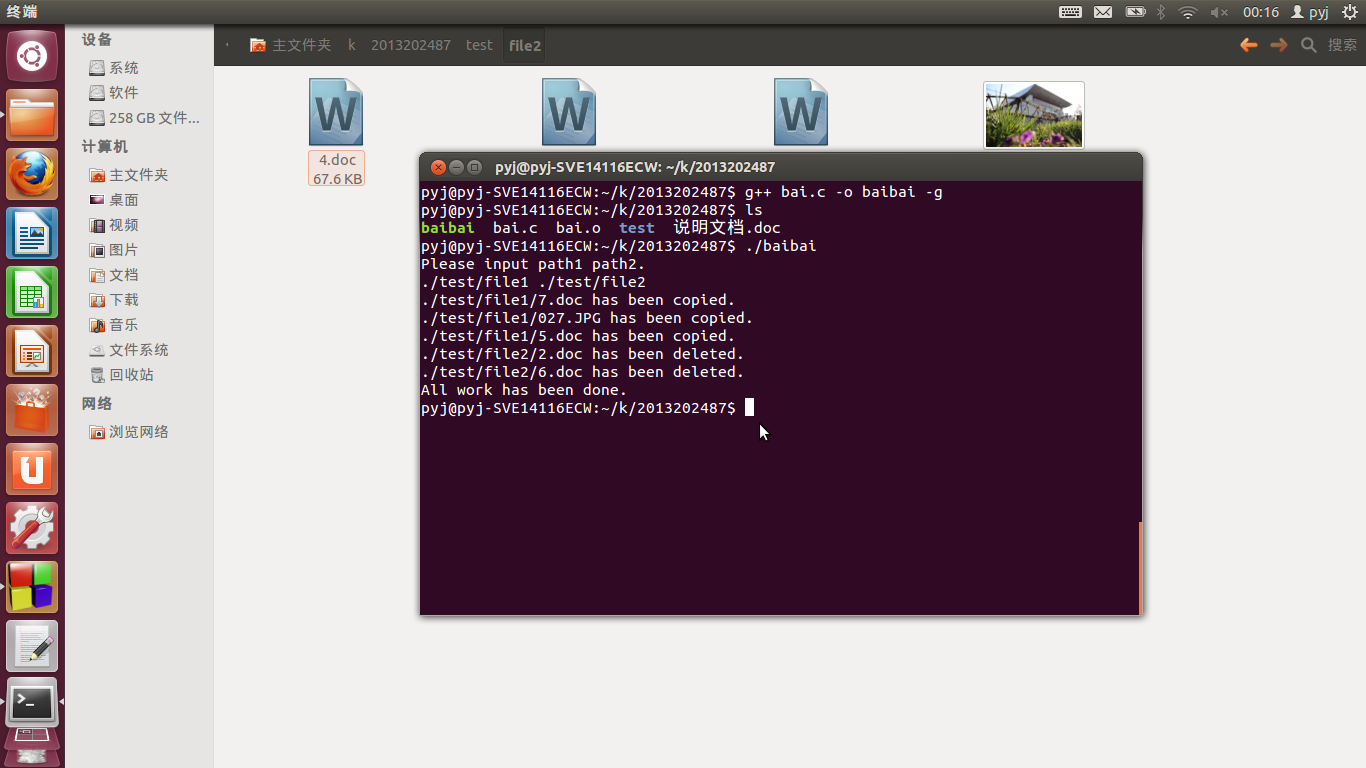 终端
00:16
pyj
设备
系统
软件
258 GB 文件...
计算机
主文件夹
桌面
视频
图片
文档
下载
音乐
文件系统
回收站
网络
浏览网络
主文件夹 k 2013202487 test file2
搜索
W
W
W
4.doc
67.6 KB
pyj@pyj-SVE14116ECW: ~/k/2013202487
pyj@pyj-SVE14116ECW:~/k/2013202487$ g++ bai.c -o baibai -g
pyj@pyj-SVE14116ECW:~/k/2013202487$ ls
baibai bai.c bai.o test 说明文档.doc
pyj@pyj-SVE14116ECW:~/k/2013202487$ ./baibai
Please input path1 path2.
./test/file1 ./test/file2
./test/file1/7.doc has been copied.
./test/file1/027.JPG has been copied.
./test/file1/5.doc has been copied.
./test/file2/2.doc has been deleted.
./test/file2/6.doc has been deleted.
All work has been done.
pyj@pyj-SVE14116ECW:~/k/2013202487$